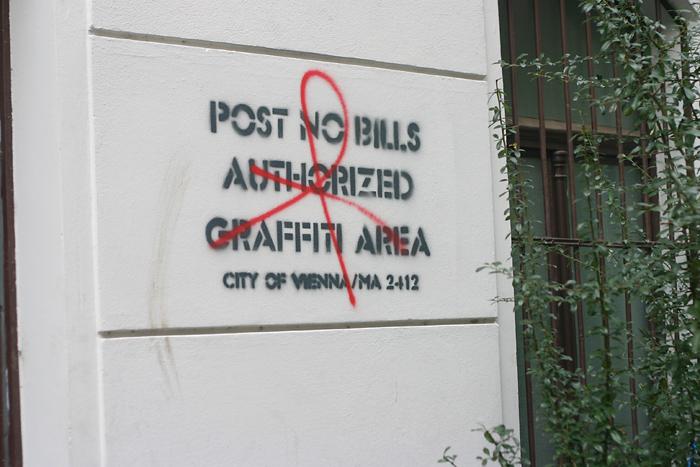 POST NO BILLS
AUTHORIZED
GRAFFITI AREA
CITY OF VIENNA/MA 2412